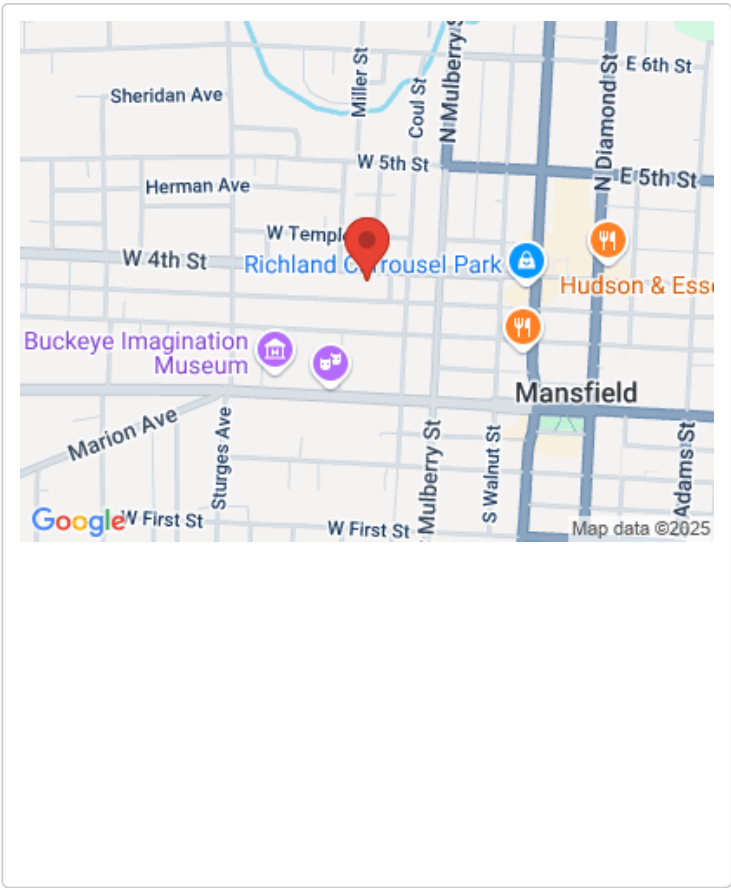 Miller St
N Mulberry S
E 6th St
Sheridan Ave
Coul St
N Diamond St
W 5th St
E 5th St
Herman Ave
W Temple
W 4th St
Richland Carrousel Park
Hudson & Esse
Buckeye Imagination
Museum
Mansfield
Marion Ave
Sturges Ave
Mulberry St
S Walnut St
Adams St
Google
W First St
W First St
Map data ©2025